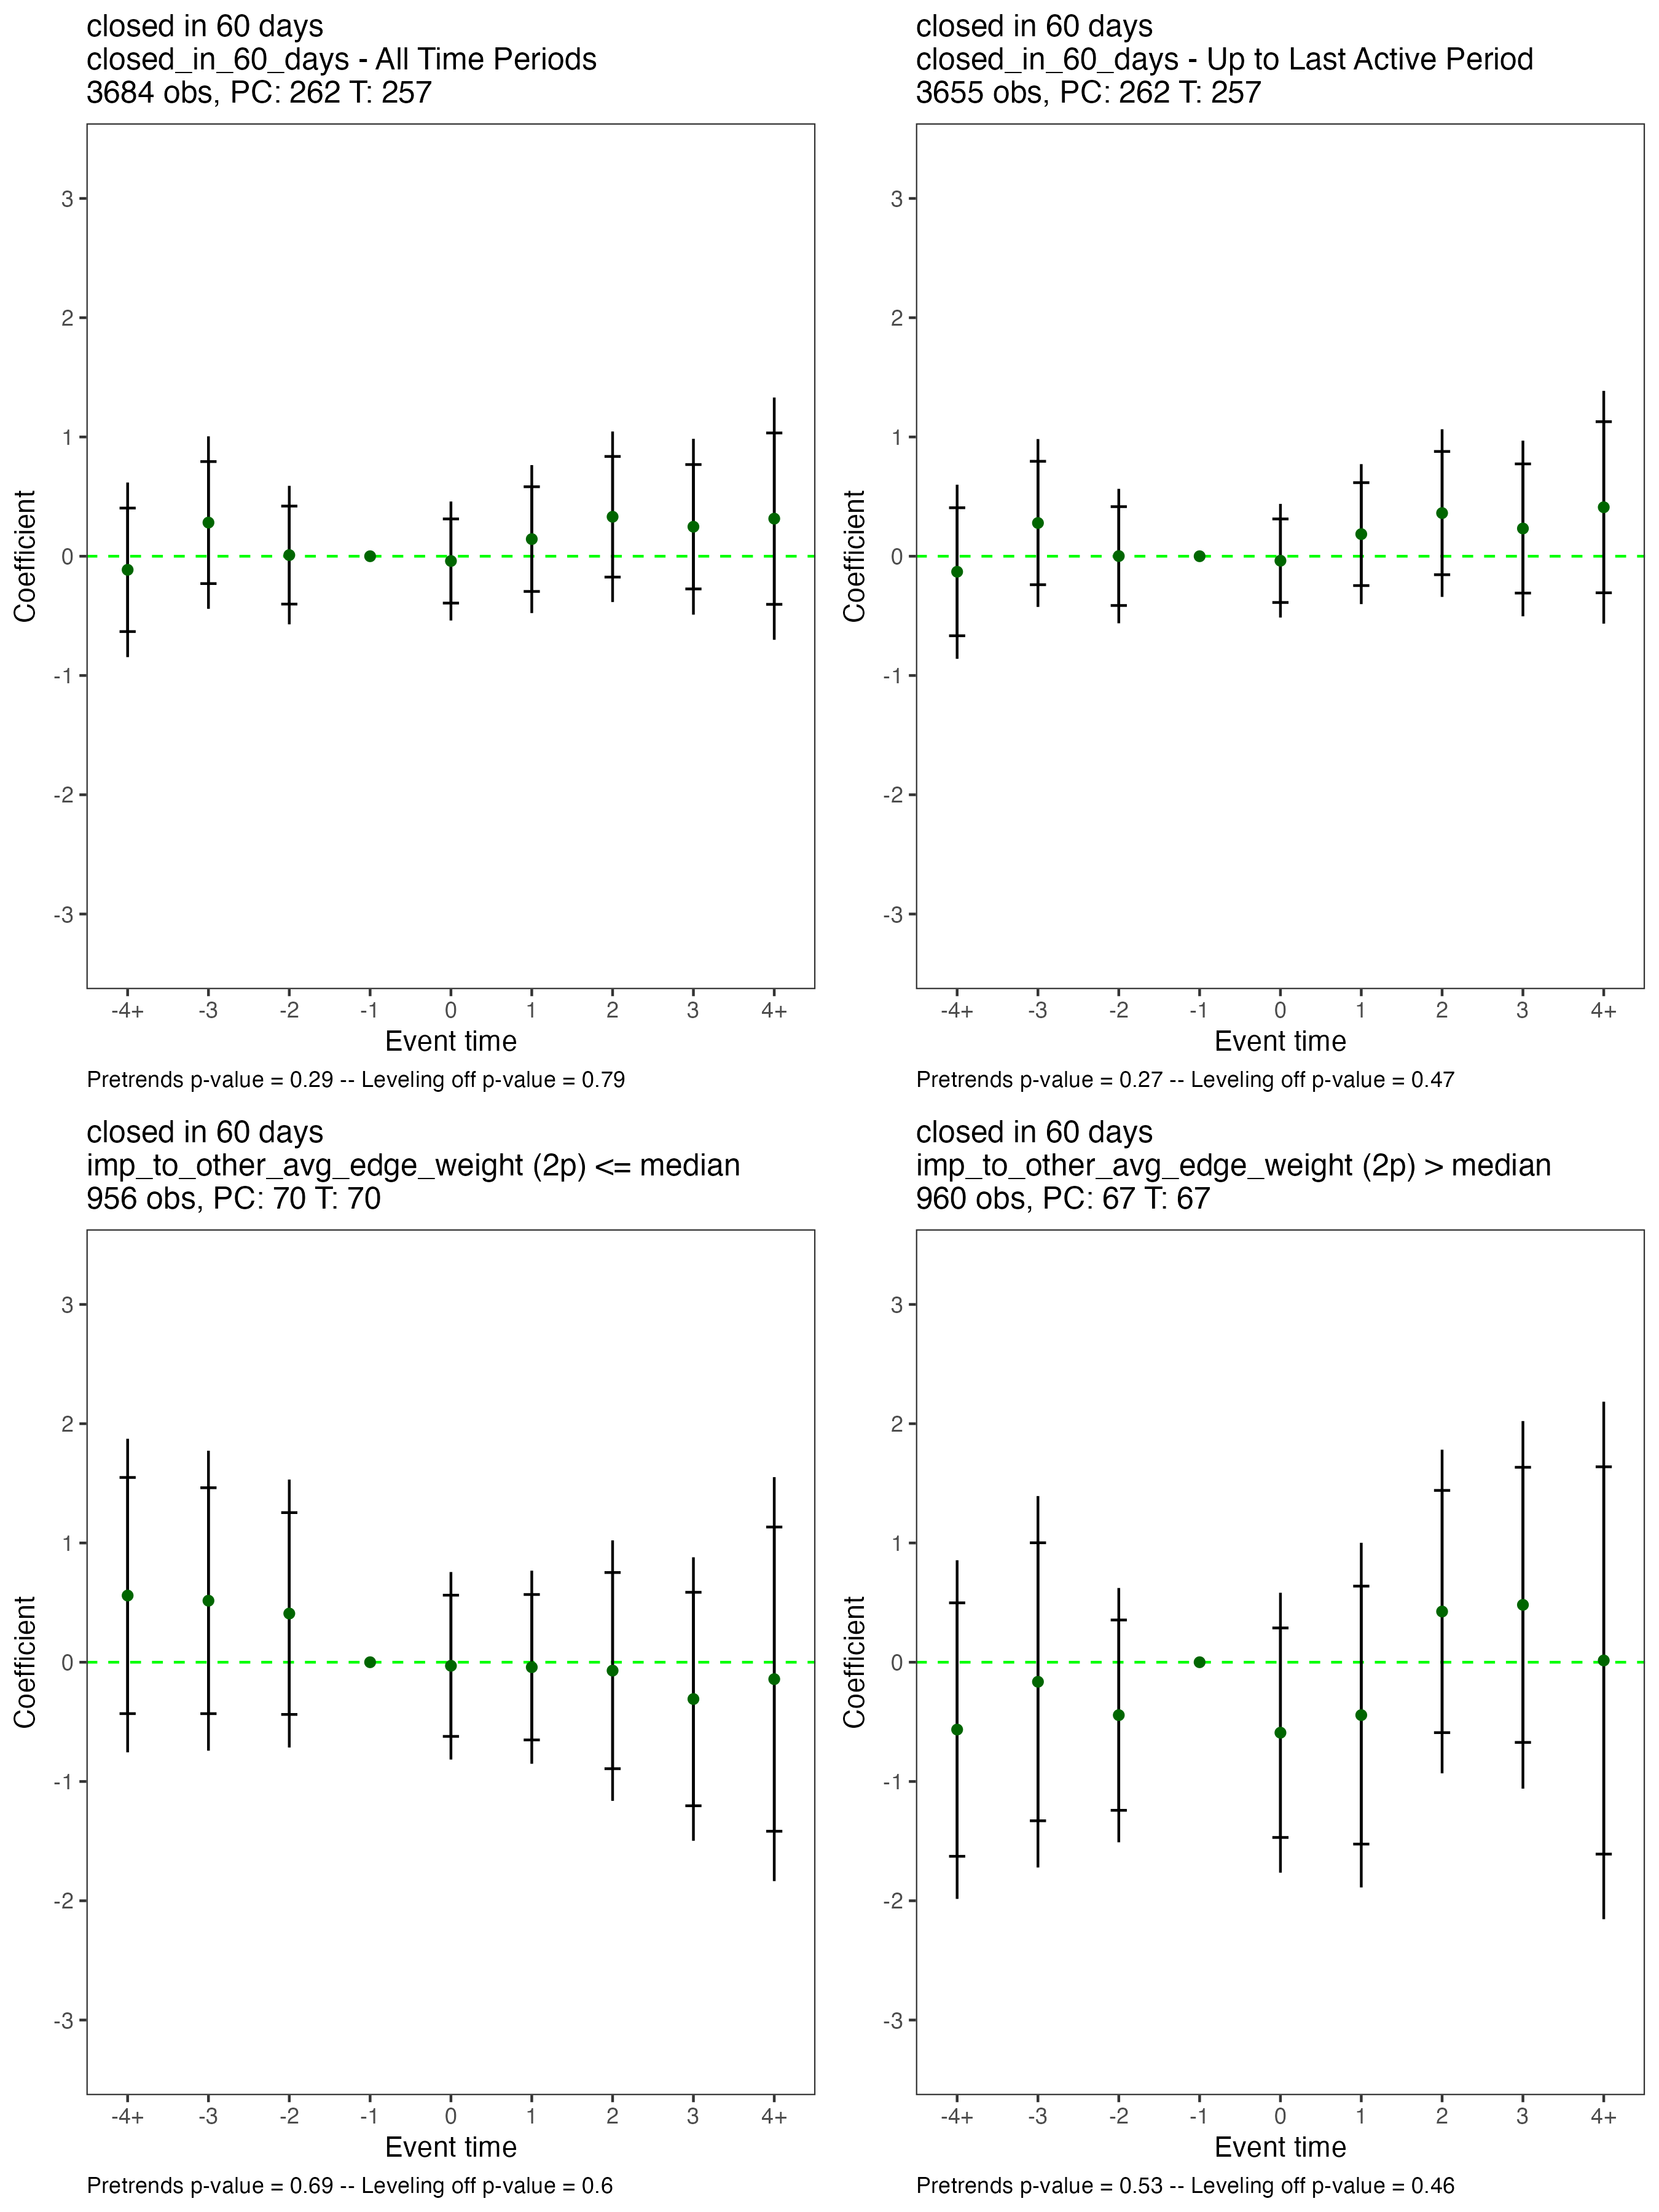 closed in 60 days
closed_in_60_days - All Time Periods
3684 obs, PC: 262 T: 257
3
2
1
0
-1
-2
-3
Coefficient
-4+ -3 -2 -1 0 1 2 3 4+
Event time
Pretrends p-value = 0.29 -- Leveling off p-value = 0.79
closed in 60 days
closed_in_60_days - Up to Last Active Period
3655 obs, PC: 262 T: 257
3
2
1
0
-1
-2
-3
Coefficient
-4+ -3 -2 -1 0 1 2 3 4+
Event time
Pretrends p-value = 0.27 -- Leveling off p-value = 0.47
closed in 60 days
imp_to_other_avg_edge_weight (2p) <= median
956 obs, PC: 70 T: 70
3
2
1
0
-1
-2
-3
Coefficient
-4+ -3 -2 -1 0 1 2 3 4+
Event time
Pretrends p-value = 0.69 -- Leveling off p-value = 0.6
closed in 60 days
imp_to_other_avg_edge_weight (2p) > median
960 obs, PC: 67 T: 67
3
2
1
0
-1
-2
-3
Coefficient
-4+ -3 -2 -1 0 1 2 3 4+
Event time
Pretrends p-value = 0.53 -- Leveling off p-value = 0.46